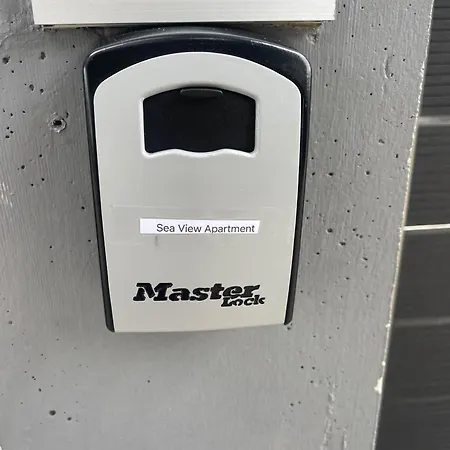 Sea View Apartment
Master
Lock